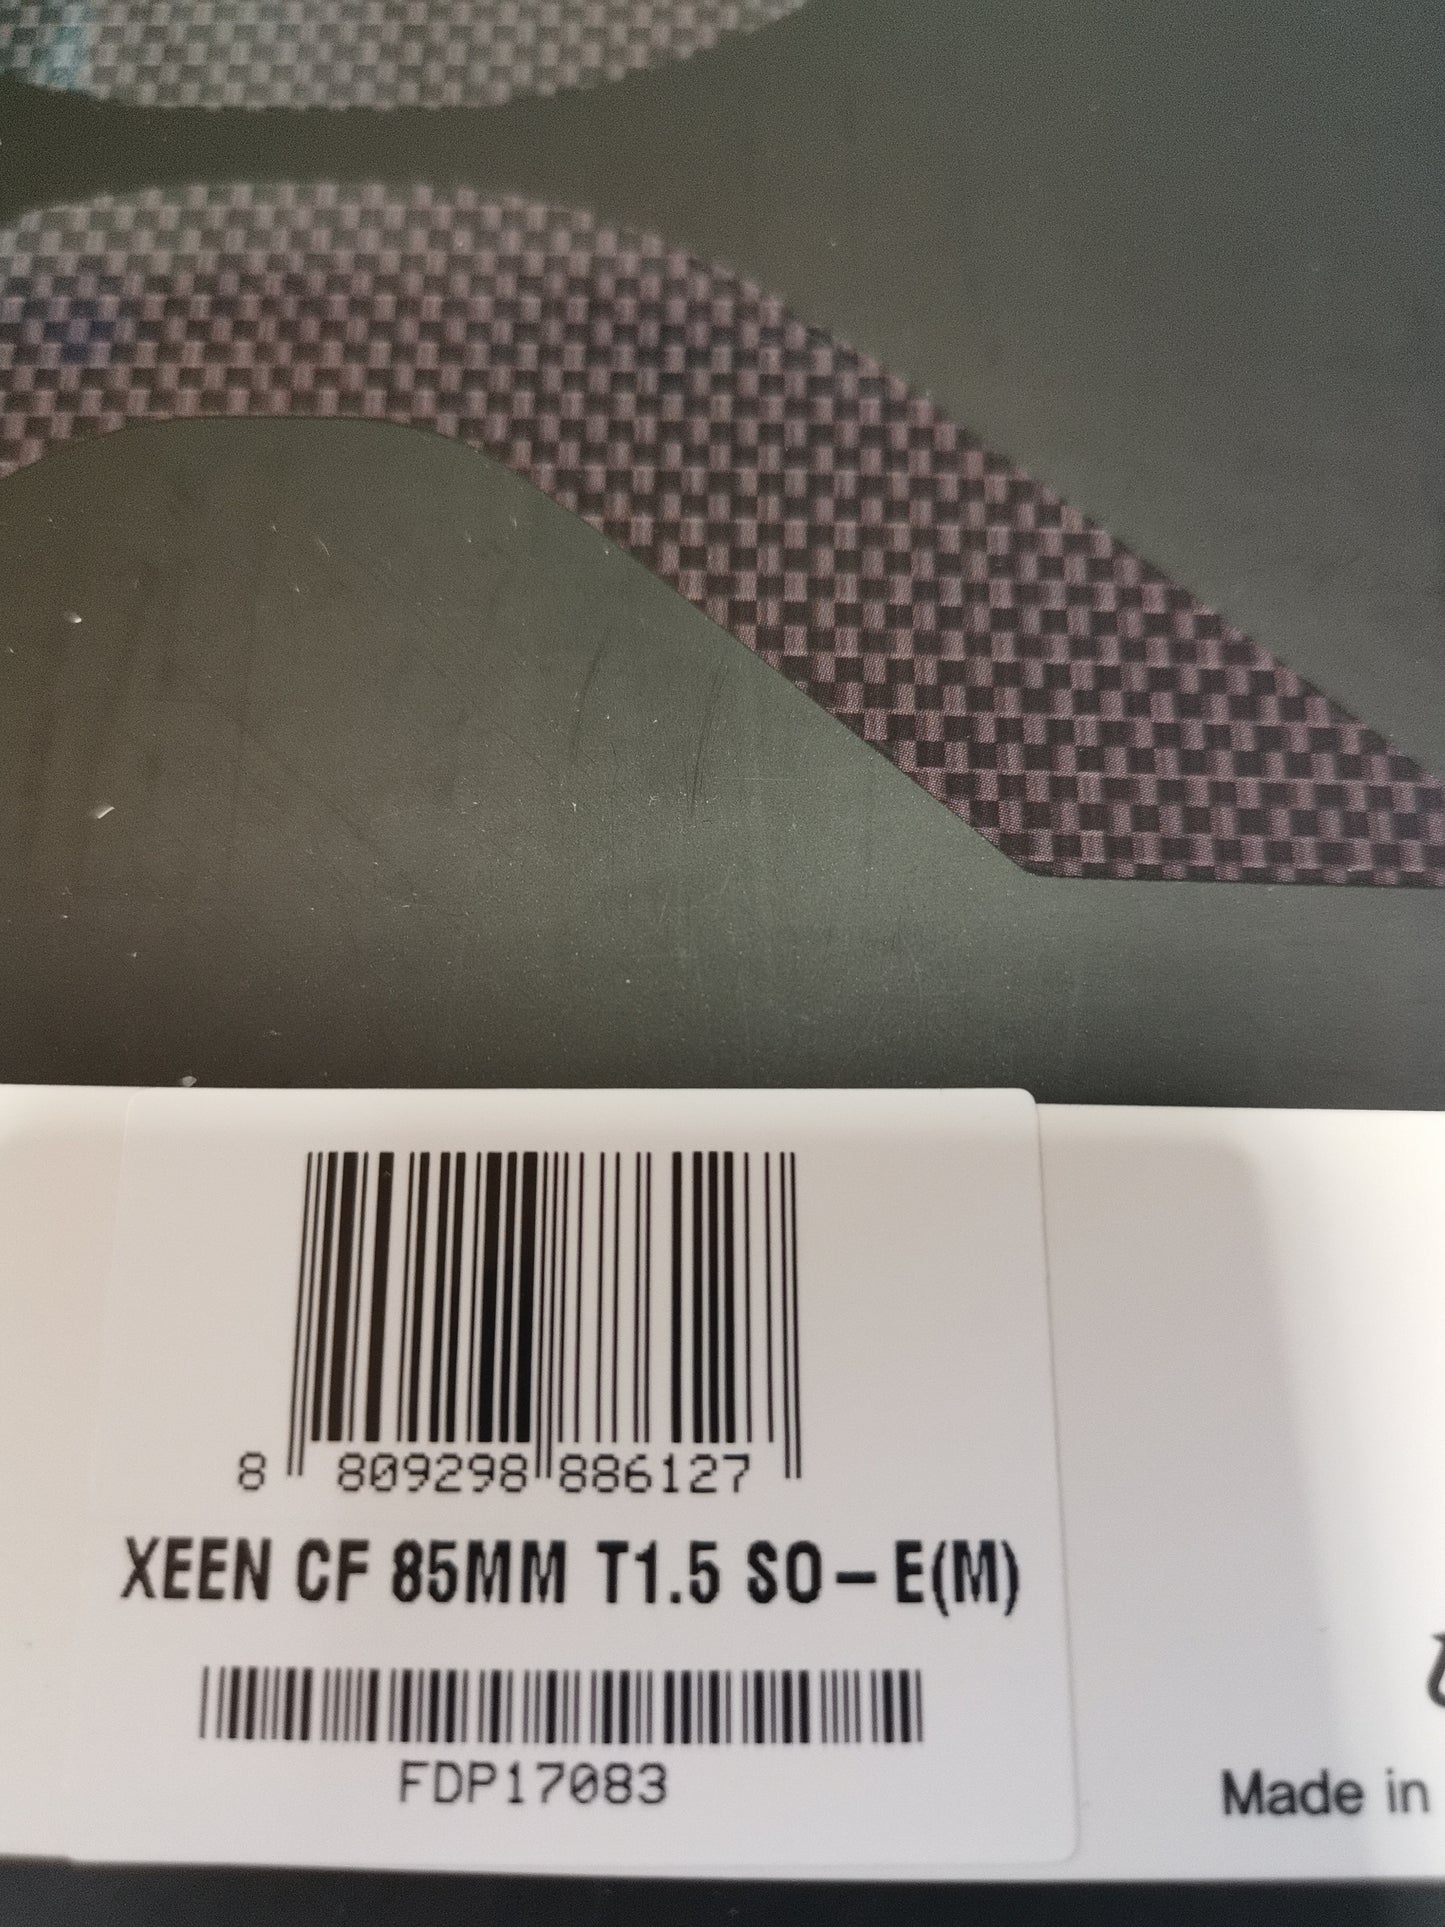 8 809298 886127
XEEN CF 85MM T1.5 SO-E(M)
FDP17083
Made in